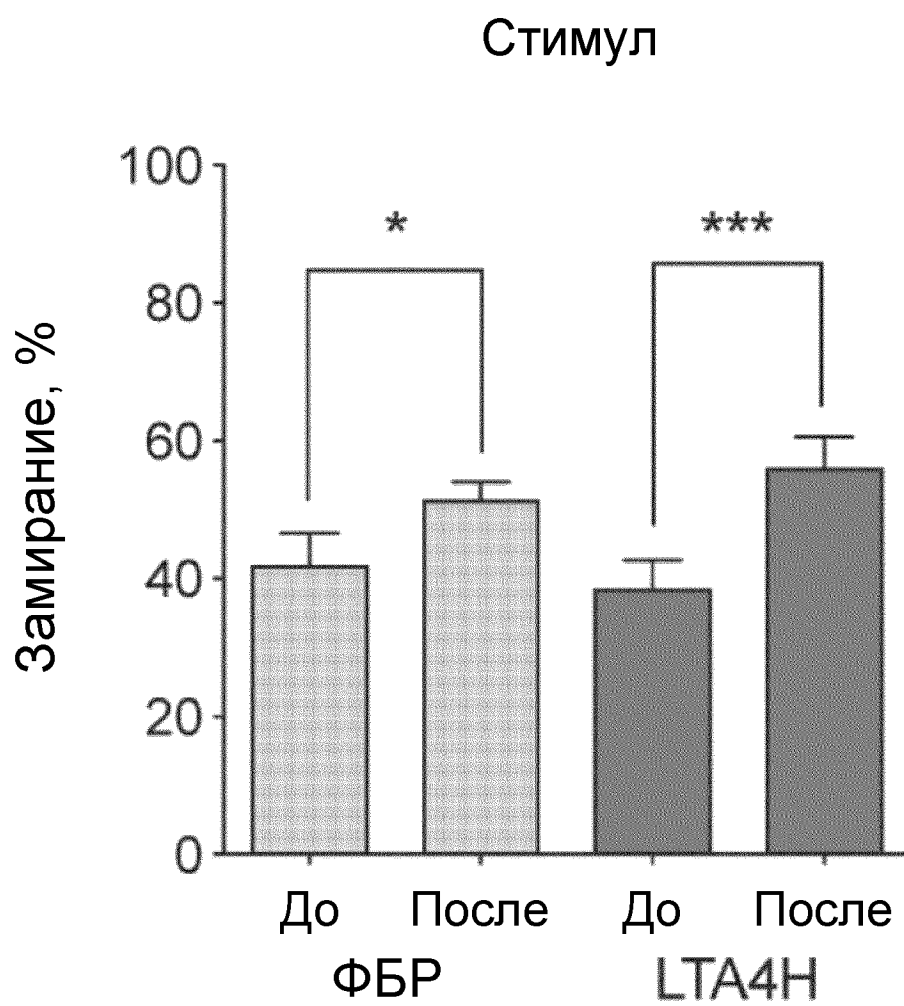 Стимул
Замирание, %
100
80
60
40
20
0
* ***
До После До После
ФБР LTA4H